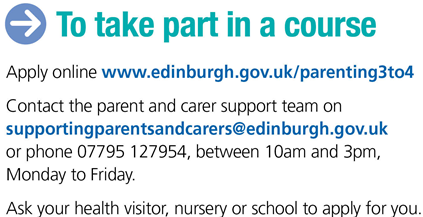 To take part in a course
Apply online www.edinburgh.gov.uk/parenting3to4
Contact the parent and carer support team on
supportingparentsandcarers@edinburgh.gov.uk
or phone 07795 127954, between 10am and 3pm,
Monday to Friday.
Ask your health visitor, nursery or school to apply for you.